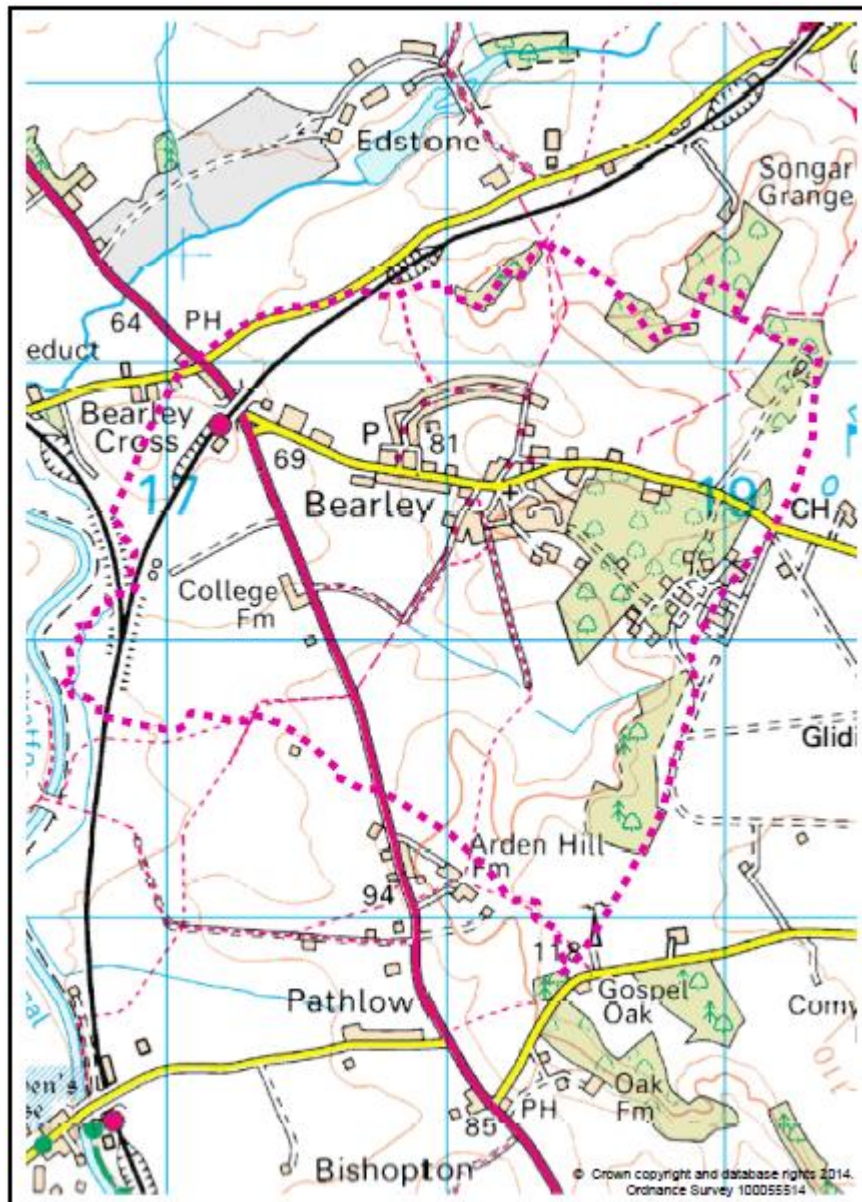 Edstone
Songar
Grange
64
PH
educt
Bearley
Cross
P
81
69
Bearley
17
19
CH
College
Fm
Glidi
Arden Hill
Fm
94
118
Gospel
Oak
Pathlow
Oak
Fm
85
PH
Bishopton
110
© Crown copyright and database rights 2014.
Ordnance Survey 100055514